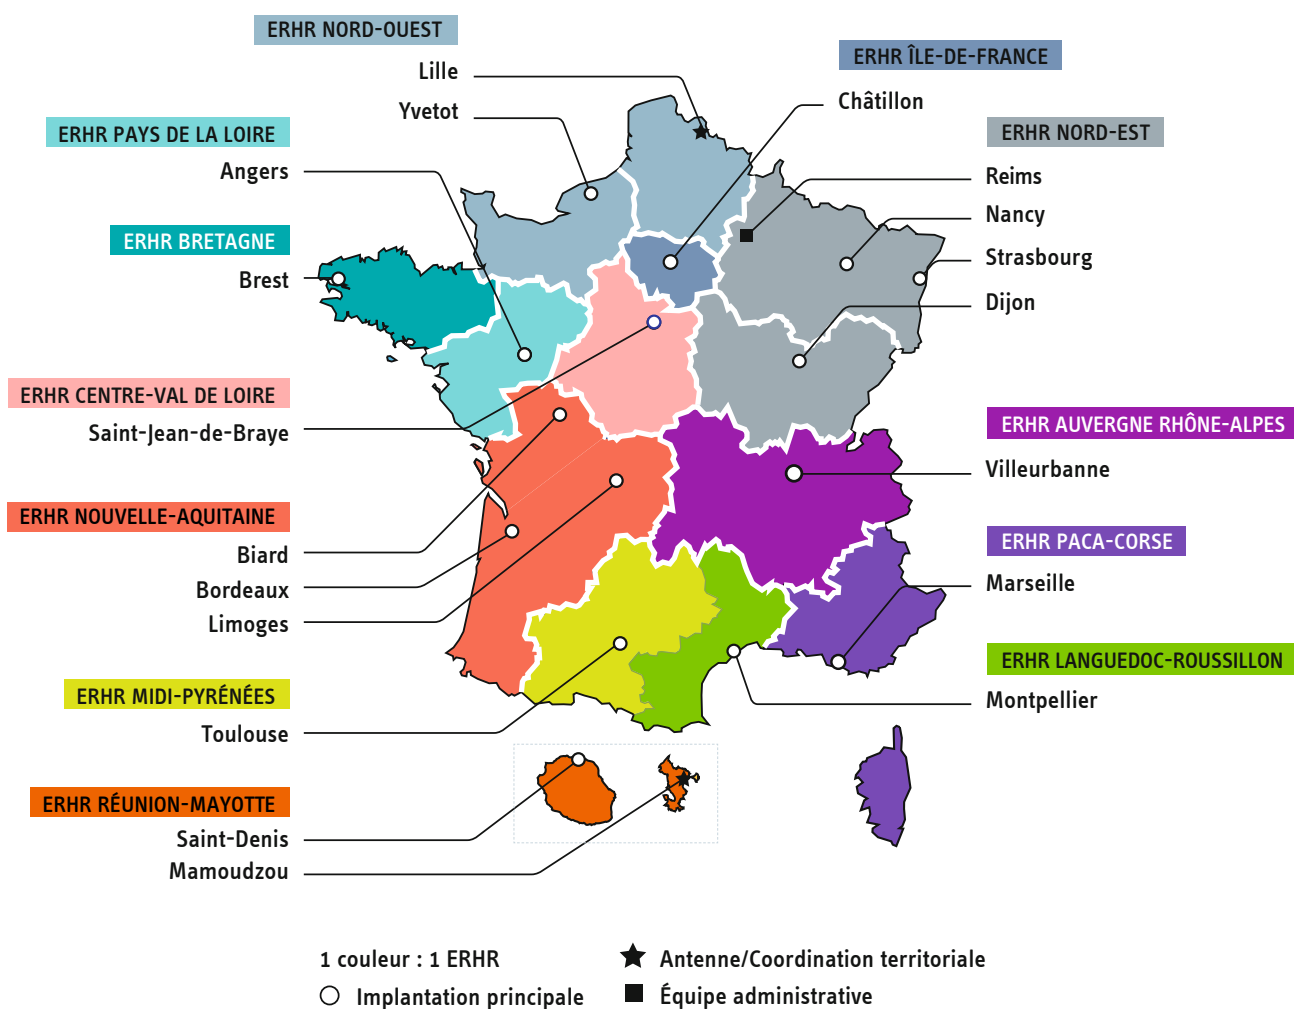 ERHR NORD-OUEST
Lille
Yvetot
ERHR PAYS DE LA LOIRE
Angers
ERHR BRETAGNE
Brest
ERHR CENTRE-VAL DE LOIRE
Saint-Jean-de-Braye
ERHR NOUVELLE-AQUITAINE
Biard
Bordeaux
Limoges
ERHR MIDI-PYRÉNÉES
Toulouse
ERHR RÉUNION-MAYOTTE
Saint-Denis
Mamoudzou
ERHR ÎLE-DE-FRANCE
Châtillon
ERHR NORD-EST
Reims
Nancy
Strasbourg
Dijon
ERHR AUVERGNE RHÔNE-ALPES
Villeurbanne
ERHR PACA-CORSE
Marseille
ERHR LANGUEDOC-ROUSSILLON
Montpellier
1 couleur : 1 ERHR
Implantation principale
Antenne/Coordination territoriale
Équipe administrative